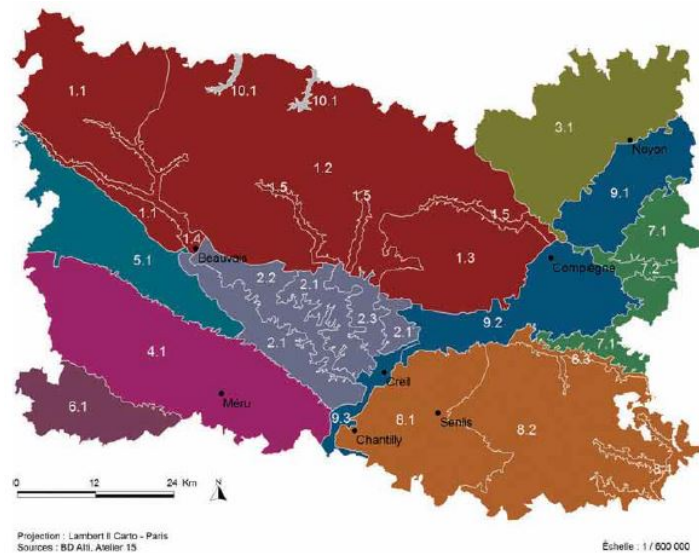 1.1
10.1
10.1
3.1
Noyon
1.2
9.1
1.5
1.5
1.5
7.1
1.1
1.4
Beauvais
5.1
1.3
Compiègne
7.2
2.2
2.1
2.3
2.1
9.2
2.1
7.1
4.1
8.3
Creil
6.1
Méru
9.3
8.1
Senlis
Chantilly
8.2
0 12 24 Km
N
Projection : Lambert II Carto - Paris
Sources : BD Alti, Atelier 15
Échelle : 1 / 600 000